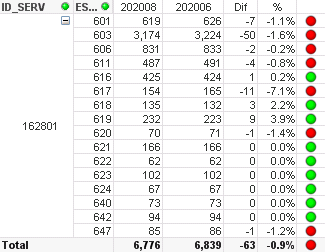 ID_SERV ES... 202008 202006 Dif %
601 619 626 -7 -1.1%
603 3,174 3,224 -50 -1.6%
606 831 833 -2 -0.2%
611 487 491 -4 -0.8%
616 425 424 1 0.2%
617 154 165 -11 -7.1%
618 135 132 3 2.2%
619 232 223 9 3.9%
162801 620 70 71 -1 -1.4%
621 166 166 0 0.0%
622 62 62 0 0.0%
623 102 102 0 0.0%
624 67 67 0 0.0%
640 73 73 0 0.0%
642 94 94 0 0.0%
647 85 86 -1 -1.2%
Total 6,776 6,839 -63 -0.9%